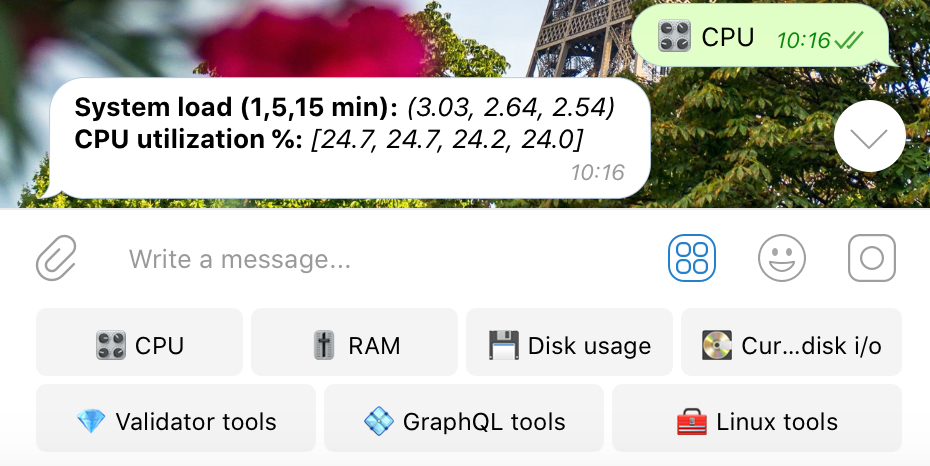 CPU 10:16
System load (1,5,15 min): (3.03, 2.64, 2.54)
CPU utilization %: [24.7, 24.7, 24.2, 24.0]
10:16
Write a message...
CPU RAM Disk usage Cur...disk i/o
Validator tools GraphQL tools Linux tools